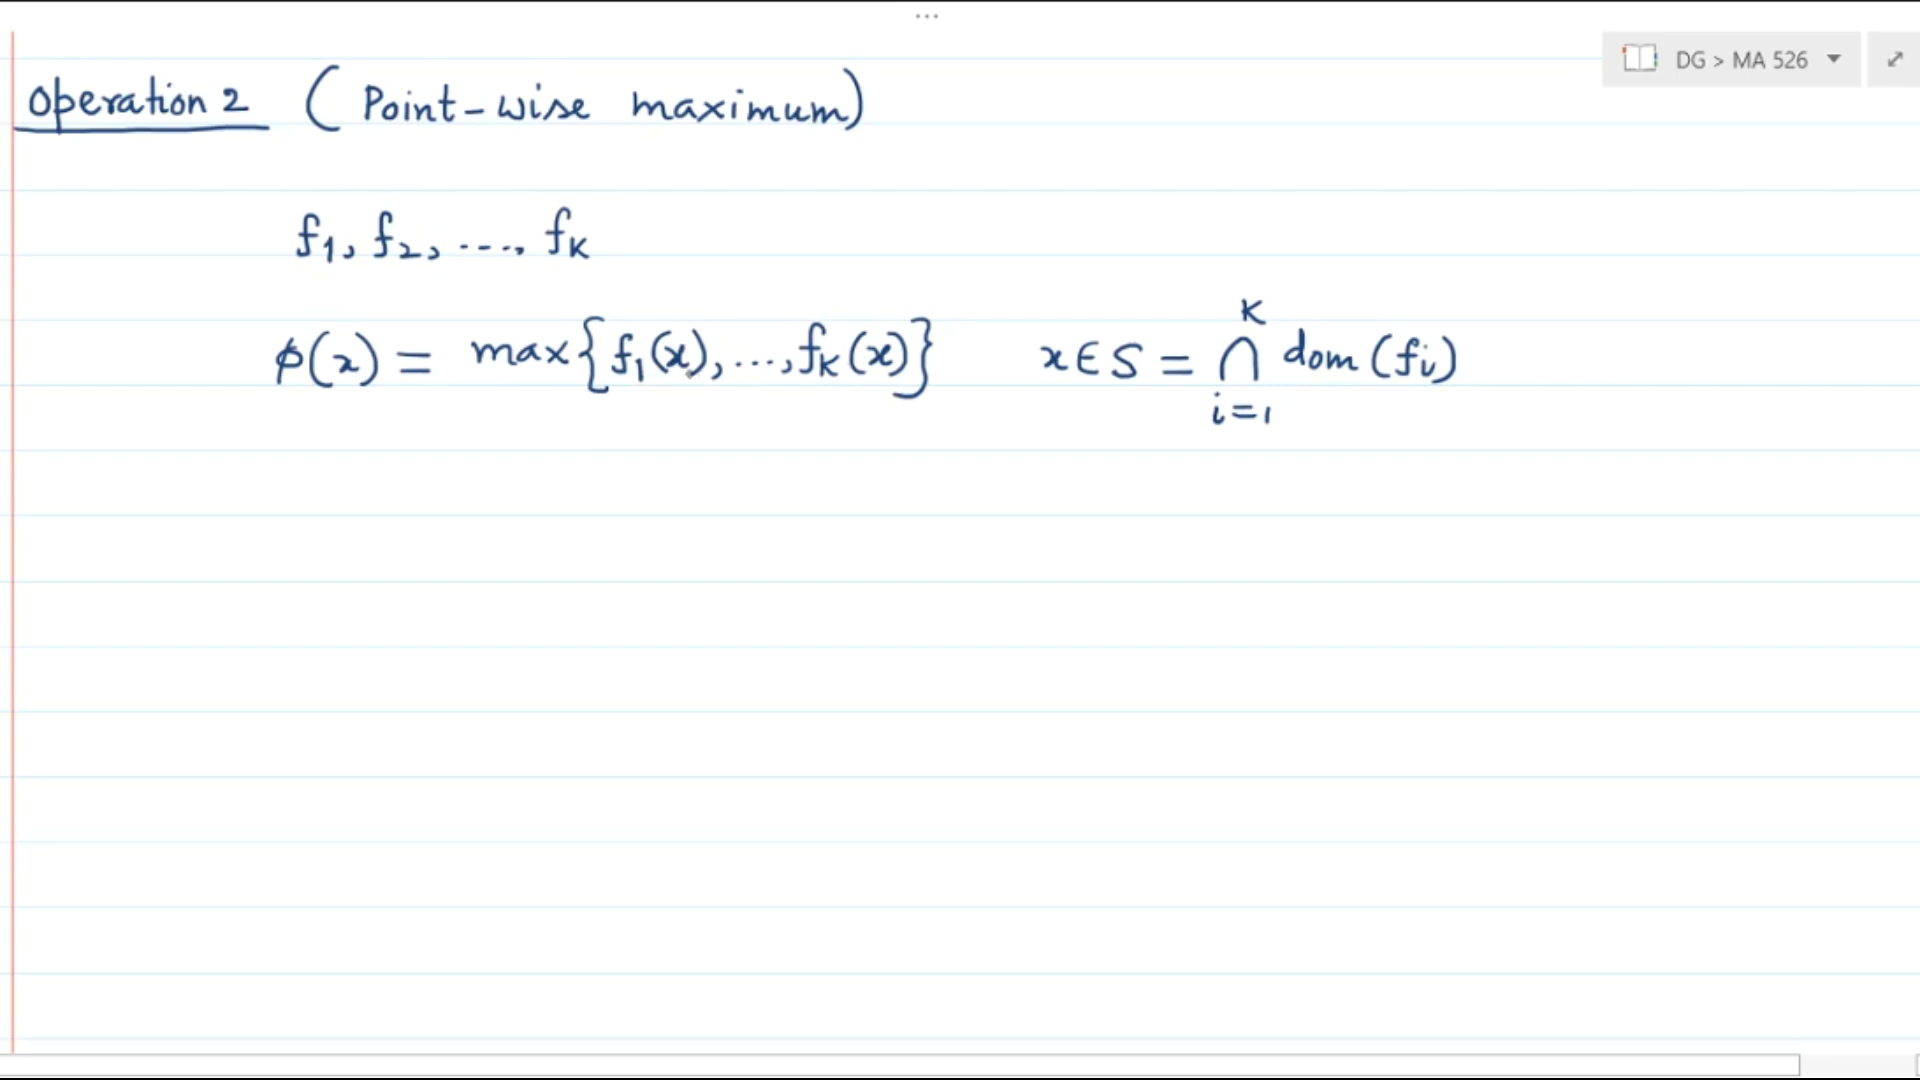 ...
DG > MA 526
Operation 2 (Point-wise maximum)
f₁, f₂, ...., fₖ
ϕ(x) = max{f₁(x), ..., fₖ(x)} x ∈ S = ⋂ᵢ₌₁ᴷ dom(fᵢ)